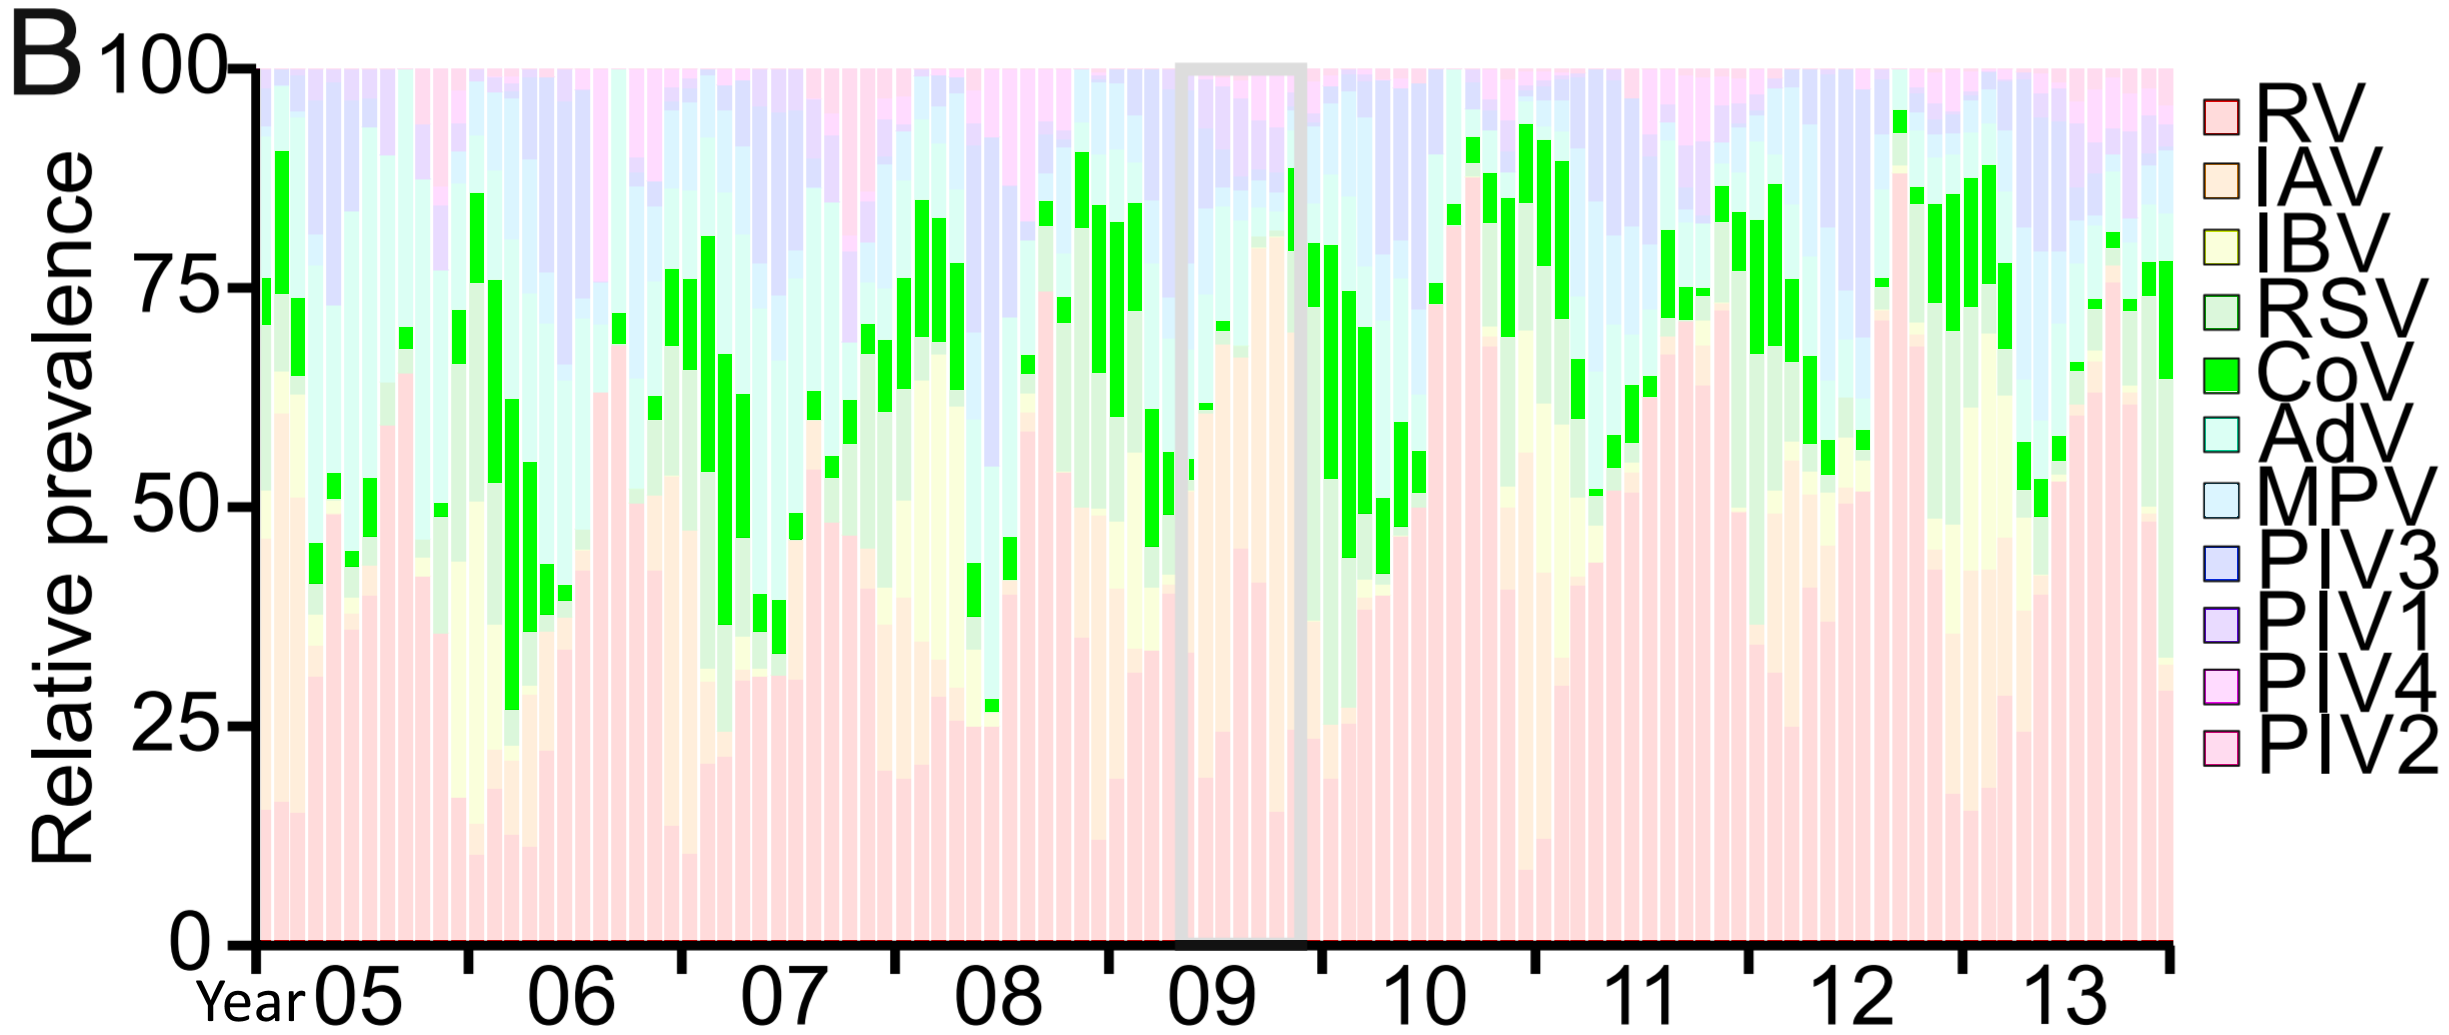 B
Relative prevalence
100
75
50
25
0
Year 05 06 07 08 09 10 11 12 13
RV
IAV
IBV
RSV
CoV
AdV
MPV
PIV3
PIV1
PIV4
PIV2